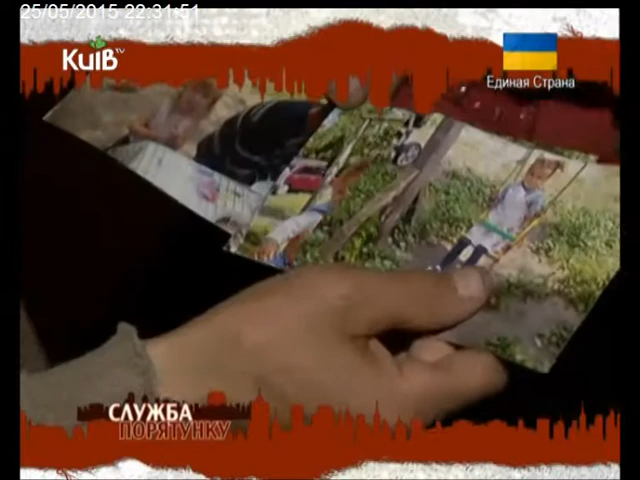 25/05/2015 22:31:51
КиїВ TV
Единая Страна
СЛУЖБА
ПОРЯТУНКУ